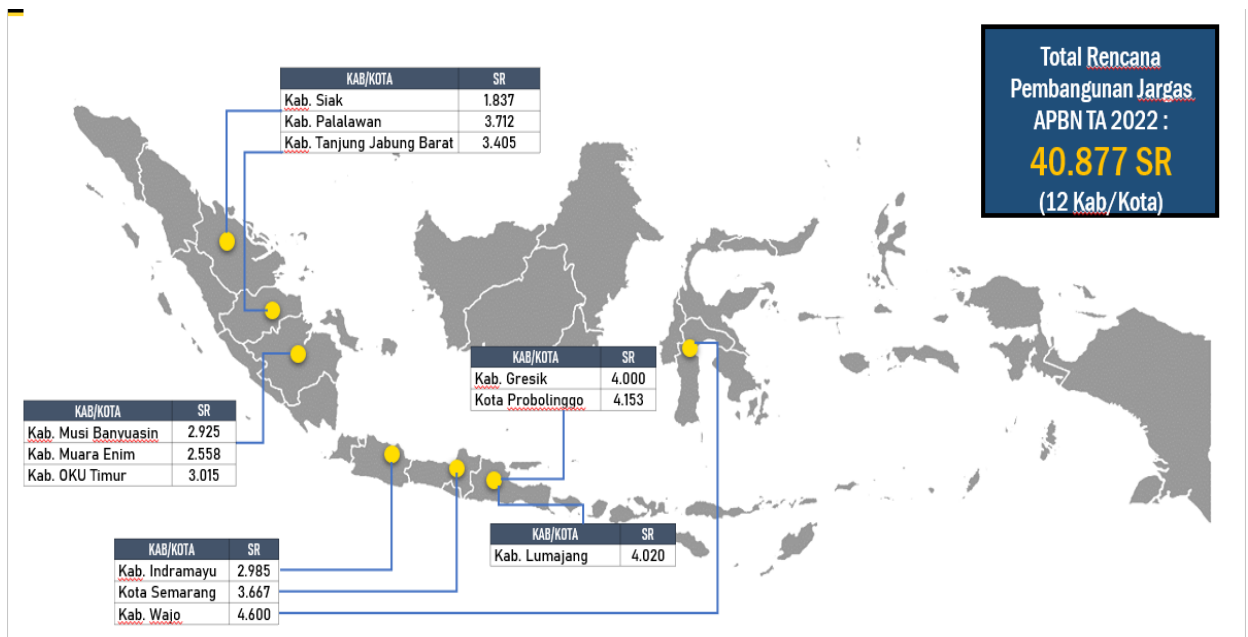 Total Rencana
Pembangunan Jargas
APBN TA 2022 :
40.877 SR
(12 Kab/Kota)
KAB/KOTA SR
Kab. Siak 1.837
Kab. Palalawan 3.712
Kab. Tanjung Jabung Barat 3.405
KAB/KOTA SR
Kab. Gresik 4.000
Kota Probolinggo 4.153
KAB/KOTA SR
Kab. Musi Banyuasin 2.925
Kab. Muara Enim 2.558
Kab. OKU Timur 3.015
KAB/KOTA SR
Kab. Lumajang 4.020
KAB/KOTA SR
Kab. Indramayu 2.985
Kota Semarang 3.667
Kab. Wajo 4.600